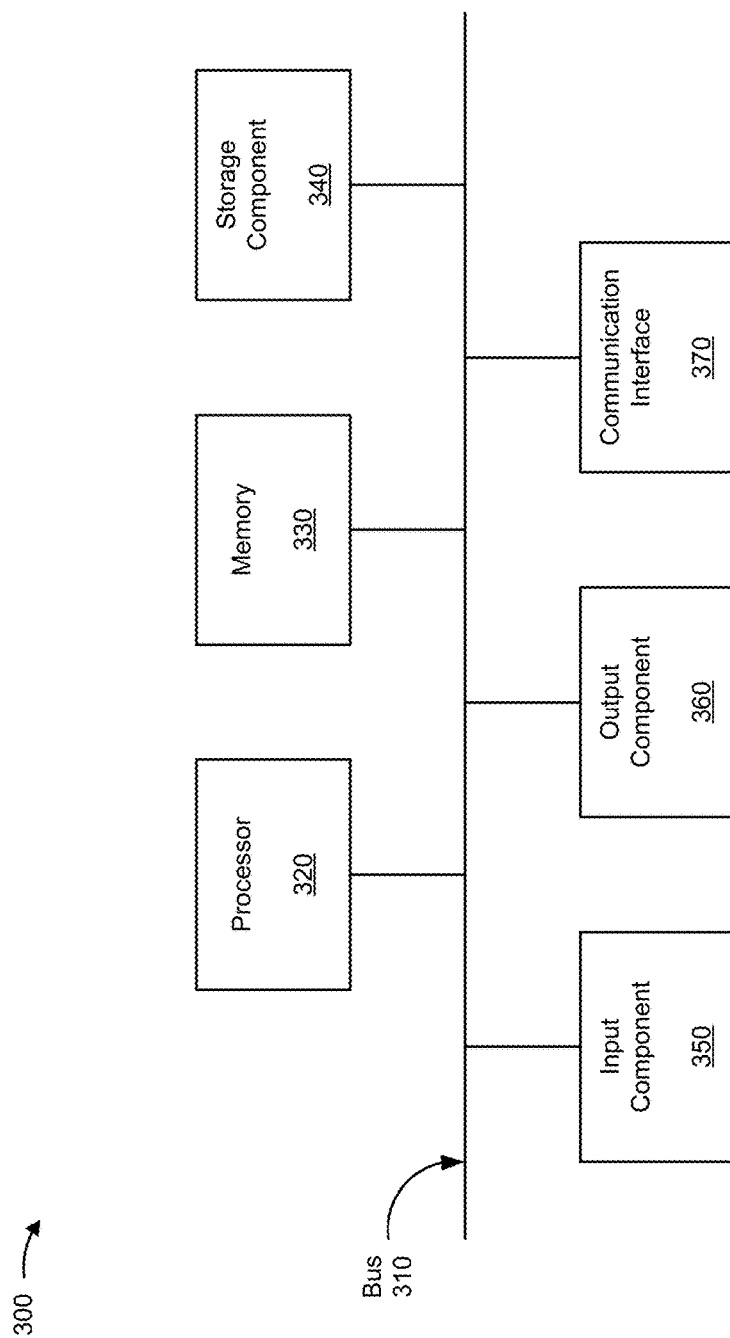 300
Processor
320
Memory
330
Storage
Component
340
Bus
310
Input
Component
350
Output
Component
360
Communication
Interface
370